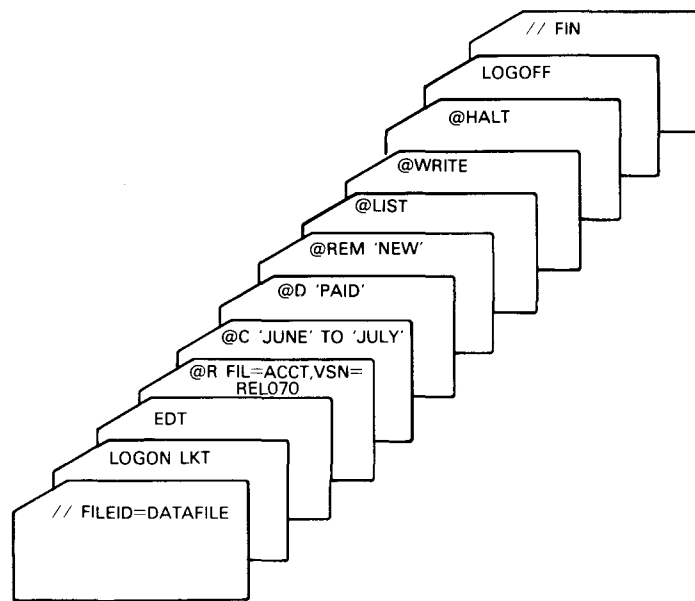 // FIN
LOGOFF
@HALT
@WRITE
@LIST
@REM 'NEW'
@D 'PAID'
@C 'JUNE' TO 'JULY'
@R FIL=ACCT,VSN=
REL070
EDT
LOGON LKT
// FILEID=DATAFILE